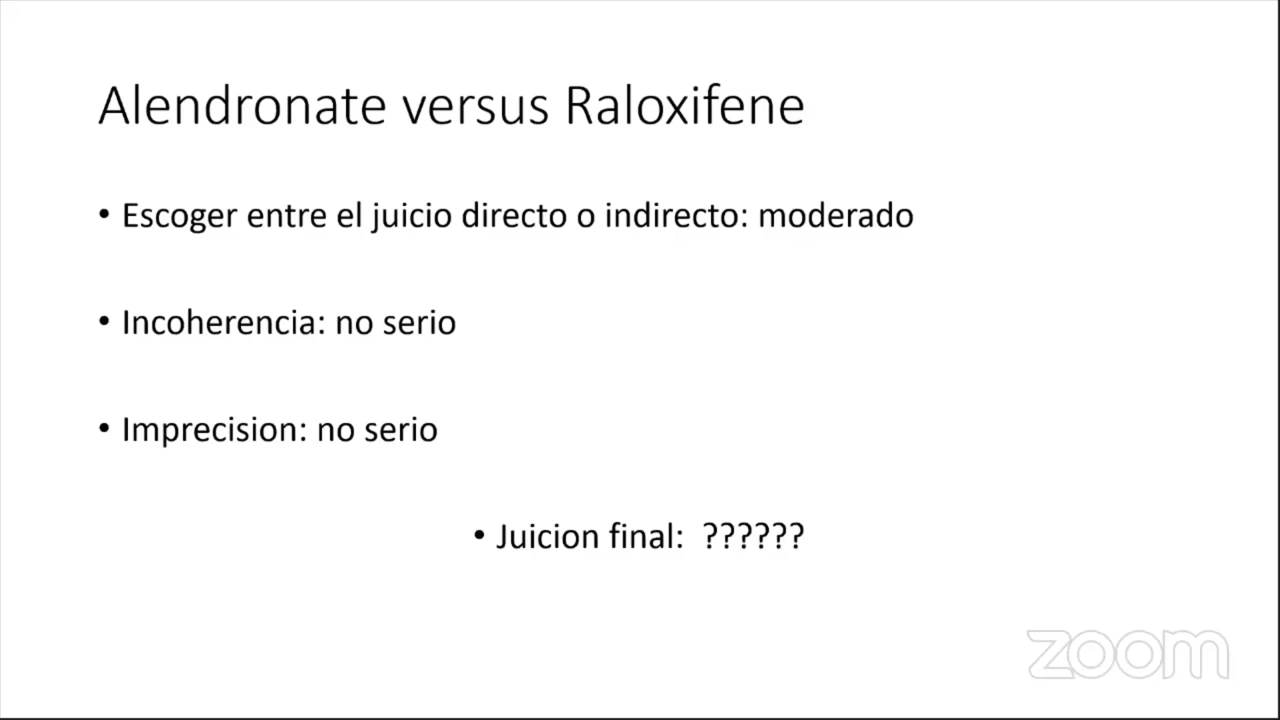 Alendronate versus Raloxifene
• Escoger entre el juicio directo o indirecto: moderado
• Incoherencia: no serio
• Imprecision: no serio
• Juicion final: ??????
zoom